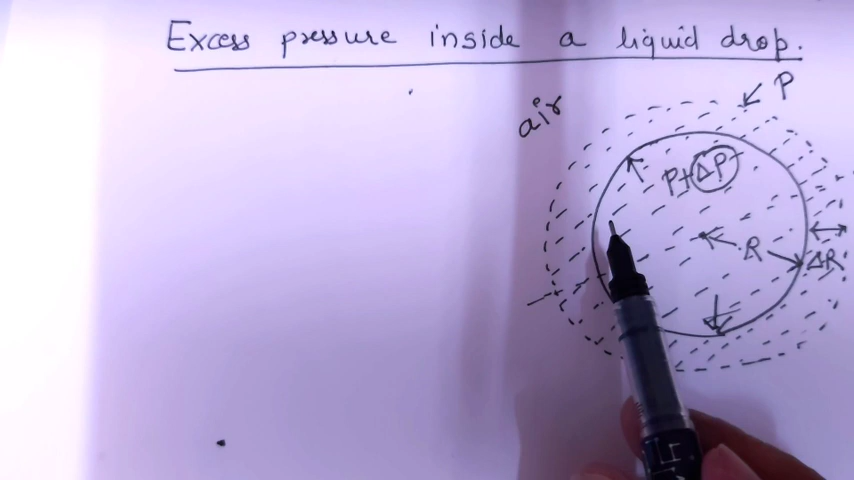 Excess pressure inside a liquid drop.
P
air
P+ΔP
R
ΔR